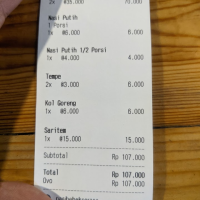 2x @35.000 70.000
Nasi Putih
1 Porsi
1x @6.000 6.000
Nasi Putih 1/2 Porsi
1x @4.000 4.000
Tempe
2x @3.000 6.000
Kol Goreng
1x @6.000 6.000
Saritem
1x @15.000 15.000
Subtotal Rp 107.000
Total Rp 107.000
Ovo Rp 107.000